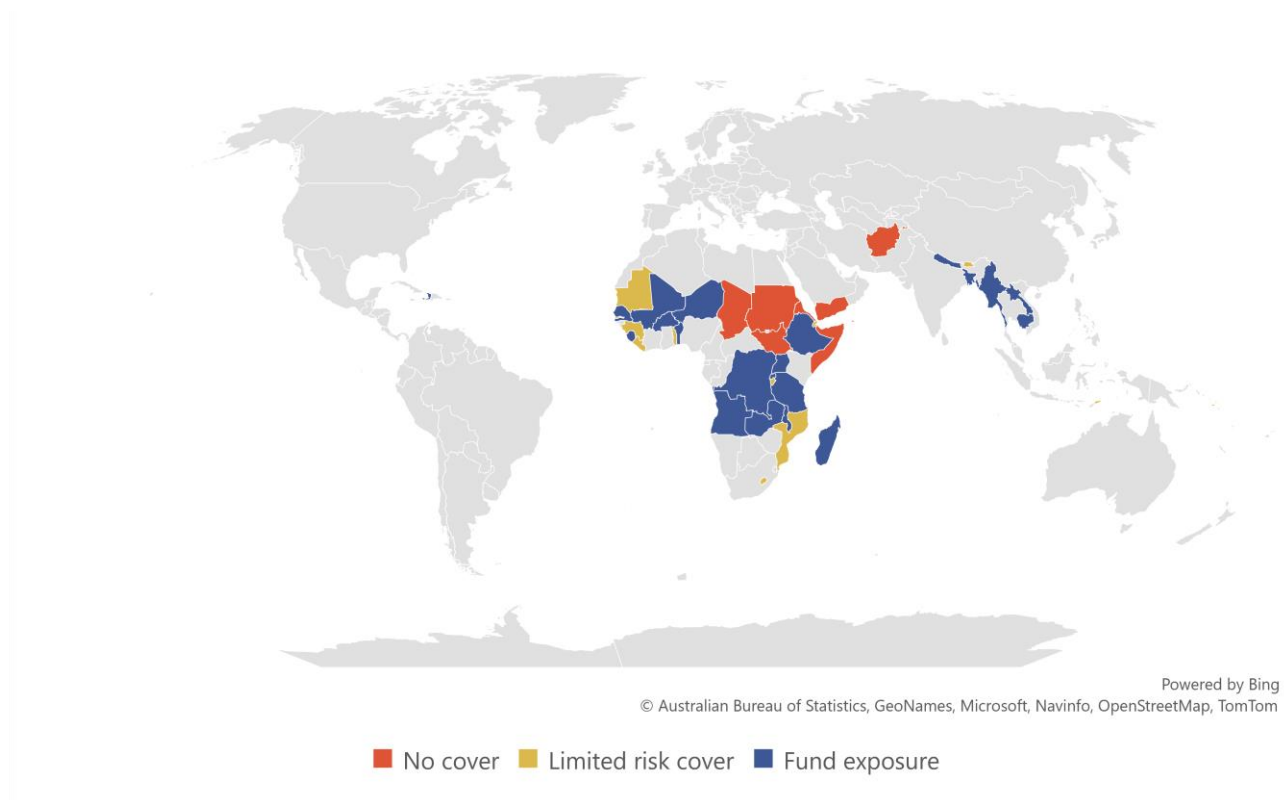 Powered by Bing
© Australian Bureau of Statistics, GeoNames, Microsoft, Navinfo, OpenStreetMap, TomTom
No cover Limited risk cover Fund exposure